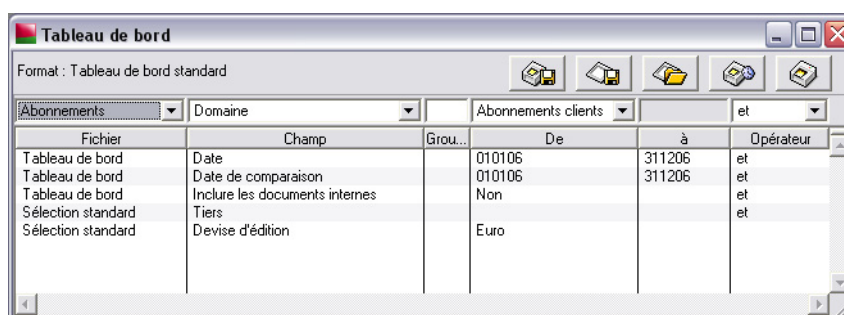 Tableau de bord
Format : Tableau de bord standard
Abonnements Domaine Abonnements clients et
Fichier Champ Grou... De à Opérateur
Tableau de bord Date 010106 311206 et
Tableau de bord Date de comparaison 010106 311206 et
Tableau de bord Inclure les documents internes Non et
Sélection standard Tiers et
Sélection standard Devise d'édition Euro